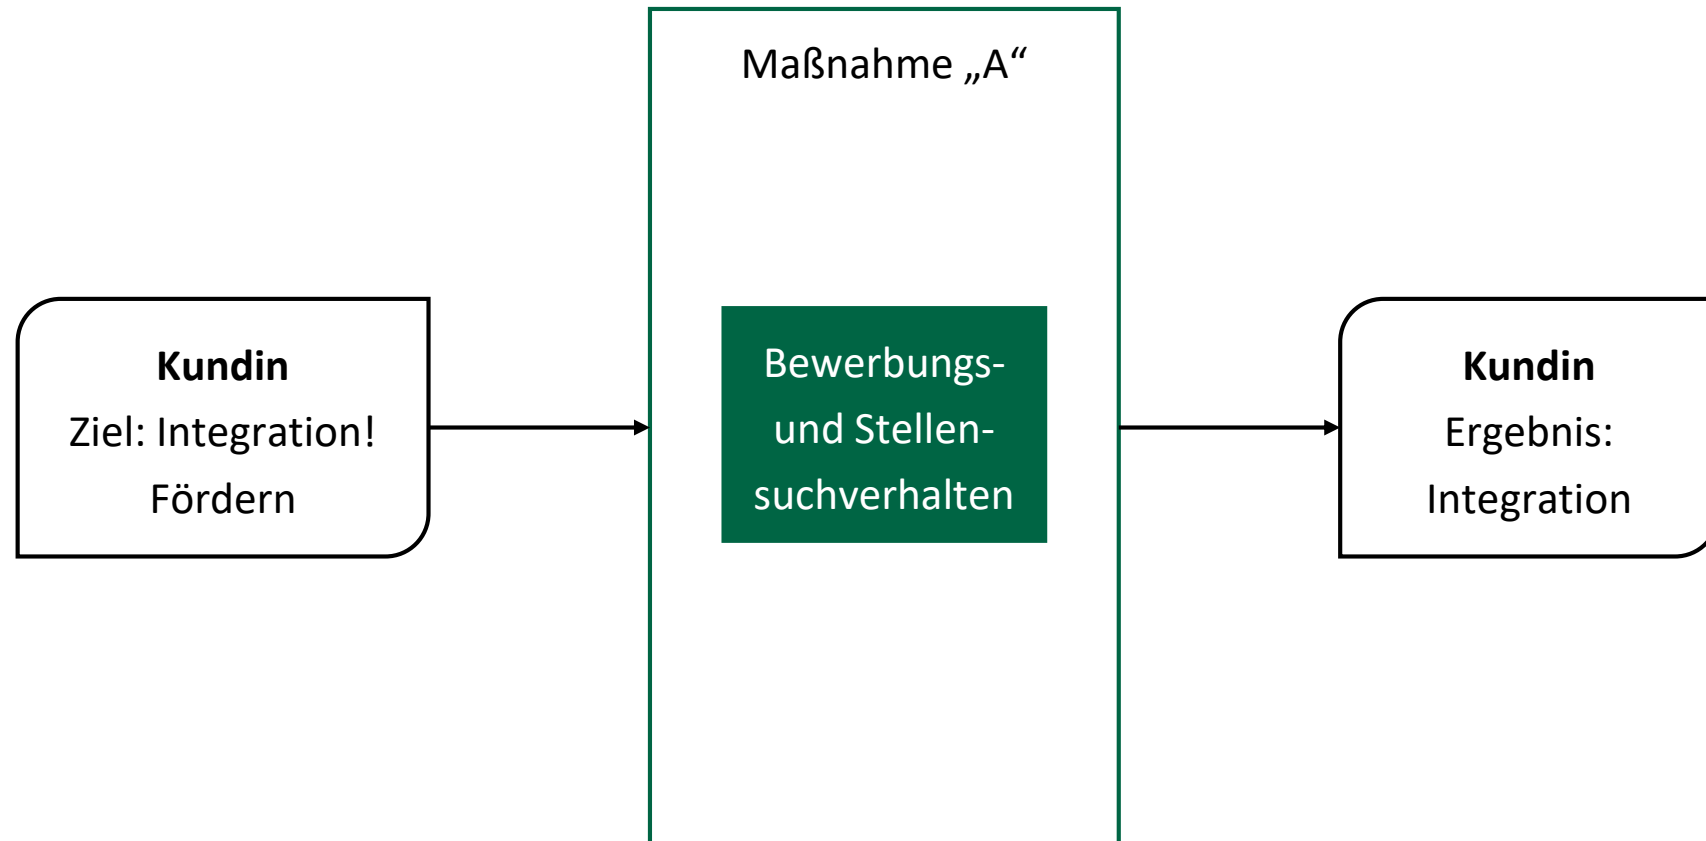 Maßnahme „A“
Kundin
Ziel: Integration!
Fördern
Bewerbungs-
und Stellen-
suchverhalten
Kundin
Ergebnis:
Integration